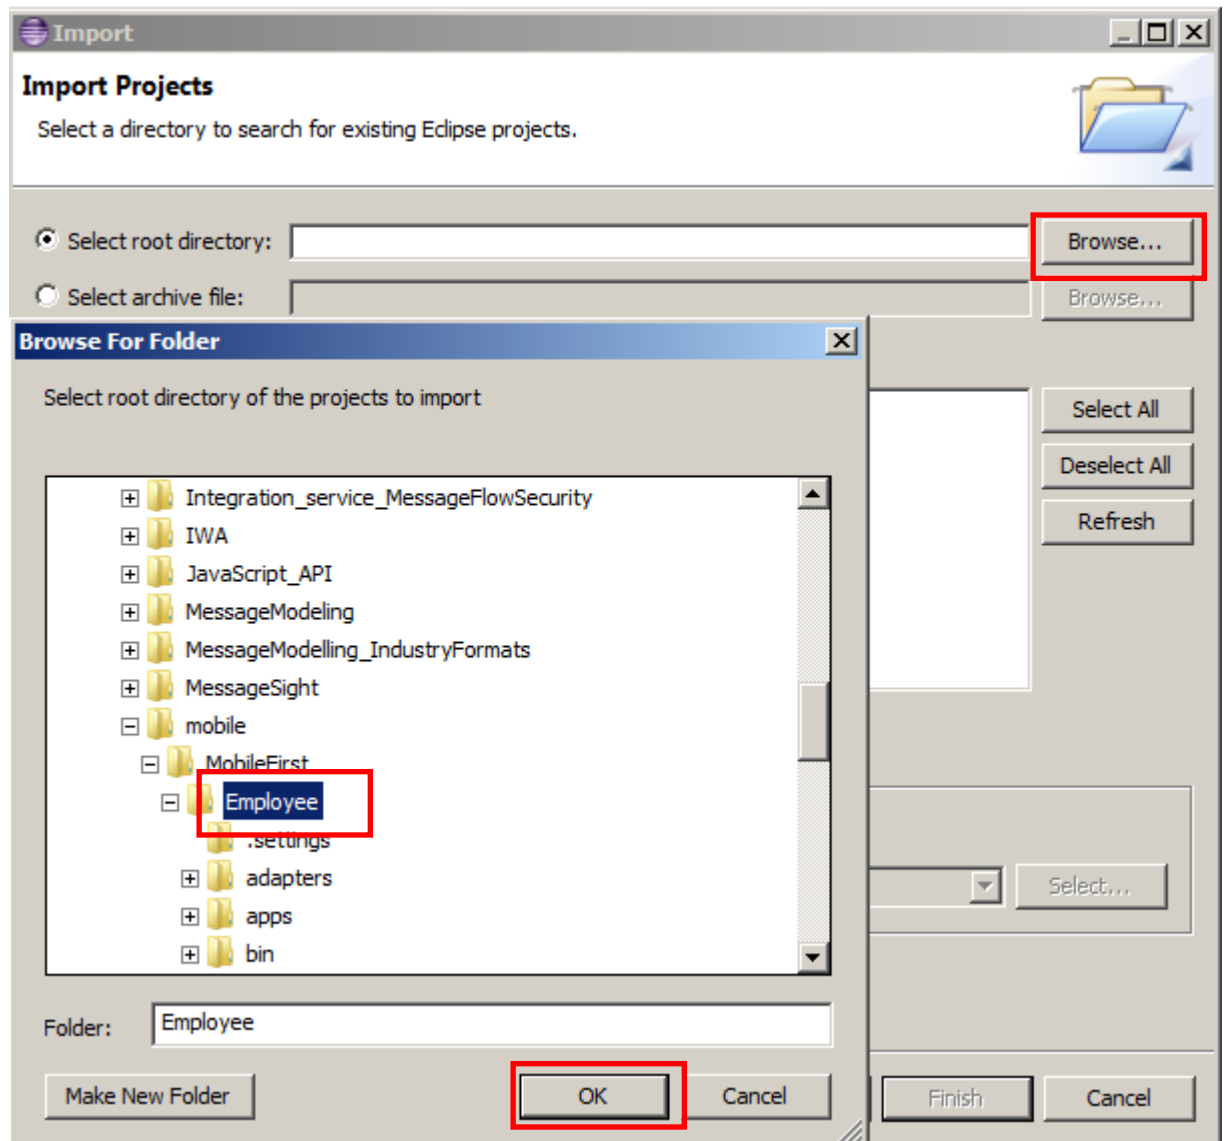 Import
Import Projects
Select a directory to search for existing Eclipse projects.
Select root directory:
Browse...
Select archive file:
Browse...
Browse For Folder
Select root directory of the projects to import
Select All
Deselect All
Refresh
Integration_service_MessageFlowSecurity
IWA
JavaScript_API
MessageModeling
MessageModelling_IndustryFormats
MessageSight
mobile
MobileFirst
Employee
.settings
adapters
apps
bin
Select...
Folder: Employee
Make New Folder
OK
Cancel
Finish
Cancel